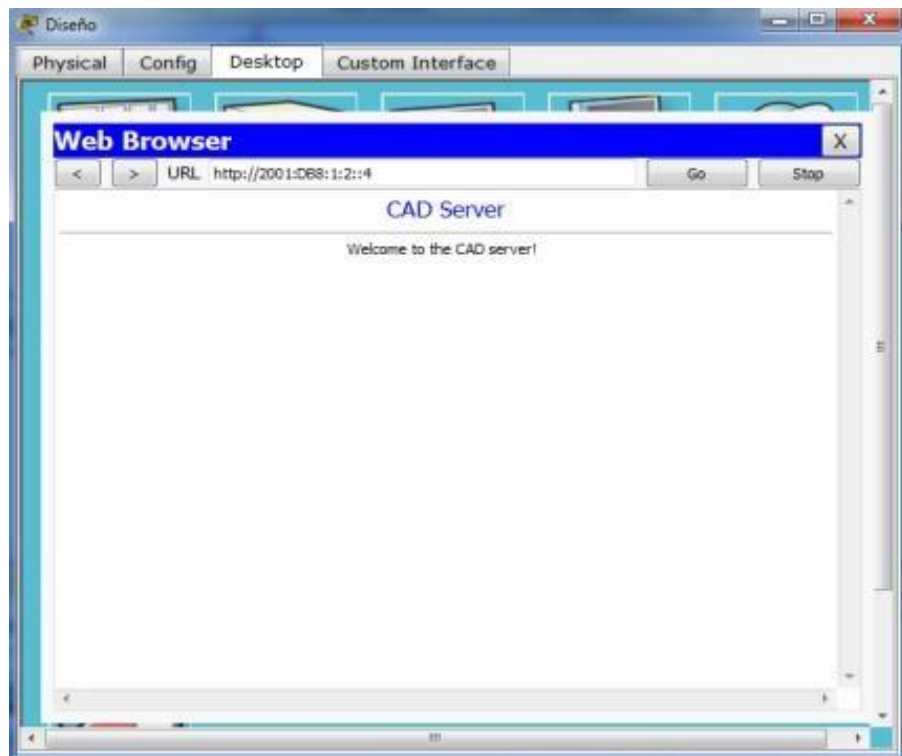 Diseño
Physical Config Desktop Custom Interface
Web Browser
X
< > URL http://2001:DB8:1:2::4 Go Stop
CAD Server
Welcome to the CAD server!